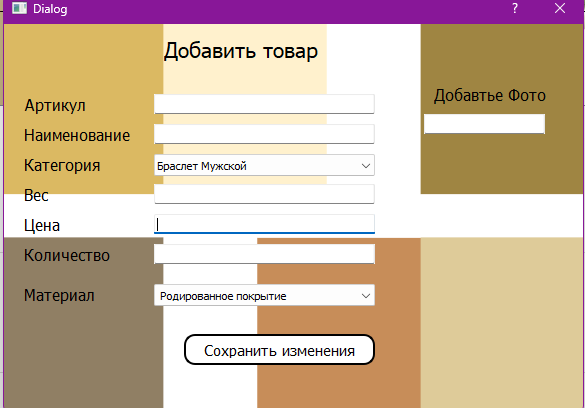 Dialog
?
Добавить товар
Добавтье Фото
Артикул
Наименование
Категория
Браслет Мужской
Вес
Цена
Количество
Материал
Родированное покрытие
Сохранить изменения